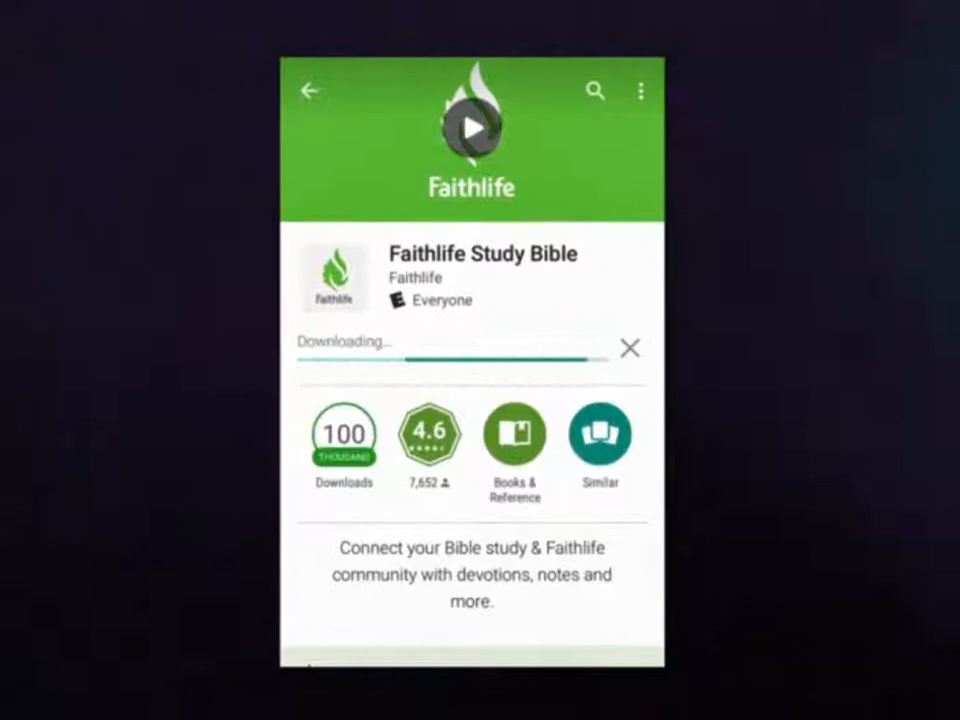 Faithlife
Faithlife Study Bible
Faithlife
Faithlife
E Everyone
Downloading...
100
THOUSAND
4.6
Downloads
7,652
Books &
Reference
Similar
Connect your Bible study & Faithlife
community with devotions, notes and
more.